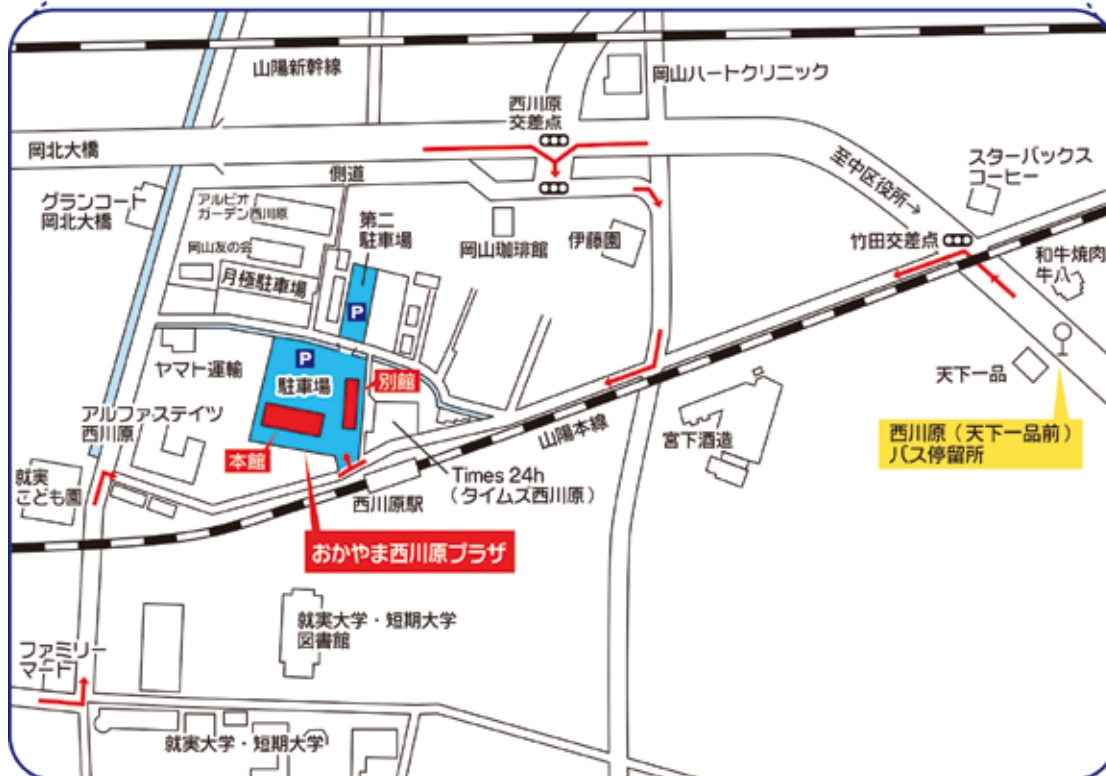 山陽新幹線
岡山ハートクリニック
西川原
交差点
岡北大橋
側道
至中区役所→
スターバックス
コーヒー
グランコート
岡北大橋
アルビオ
ガーデン西川原
第二
駐車場
岡山友の会
岡山珈琲館
伊藤園
竹田交差点
和牛焼肉
牛八
月極駐車場
P
P
ヤマト運輸
駐車場
別館
天下一品
アルファステイツ
西川原
本館
山陽本線
宮下酒造
西川原(天下一品前)
バス停留所
就実
こども園
Times 24h
(タイムズ西川原)
西川原駅
おかやま西川原プラザ
就実大学・短期大学
図書館
ファミリー
マート
就実大学・短期大学